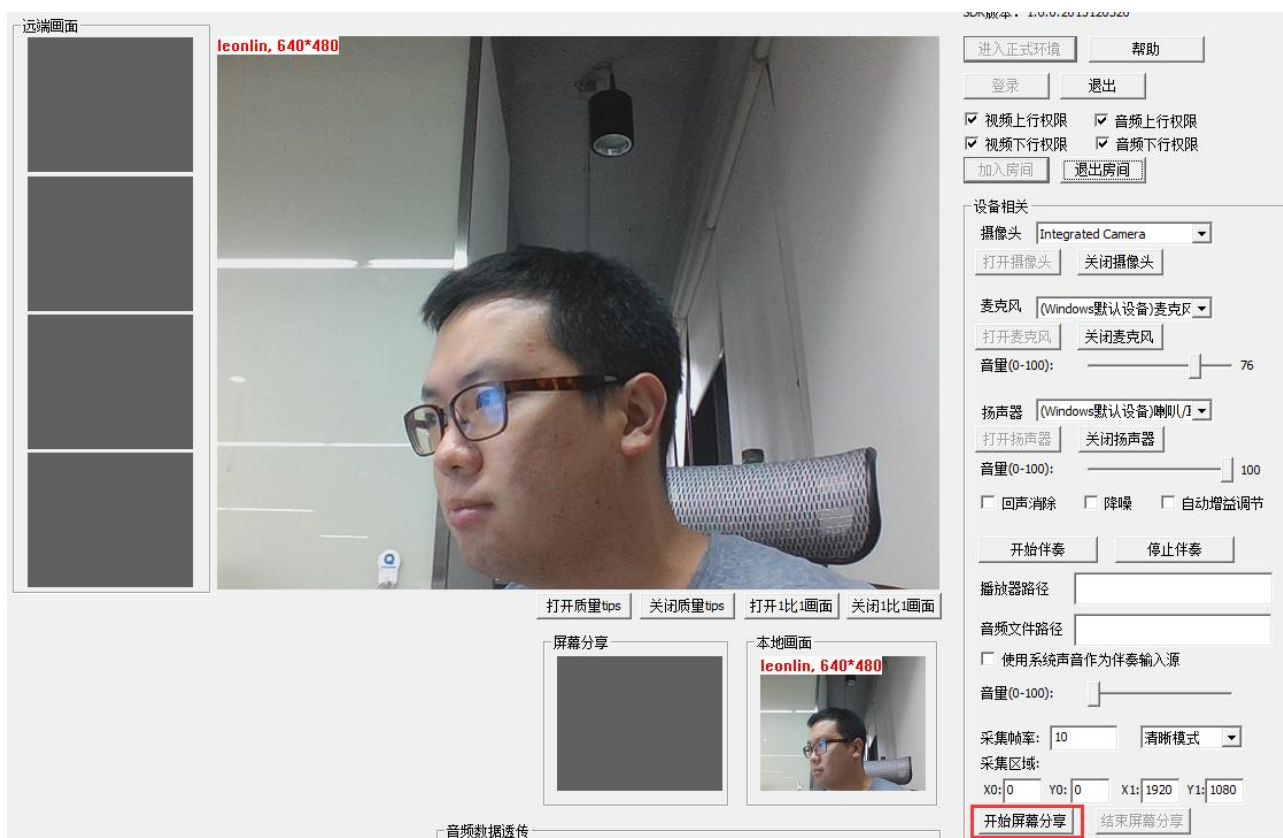 SDK版本: 1.6.0.2015120320
远端画面
leonlin, 640*480
进入正式环境 帮助
登录 退出
视频上行权限 音频上行权限
视频下行权限 音频下行权限
加入房间 退出房间
设备相关
摄像头 Integrated Camera
打开摄像头 关闭摄像头
麦克风 (Windows默认设备)麦克风
打开麦克风 关闭麦克风
音量(0-100): 76
扬声器 (Windows默认设备)喇叭/
打开扬声器 关闭扬声器
音量(0-100): 100
回声消除 降噪 自动增益调节
开始伴奏 停止伴奏
播放器路径
打开质量tips 关闭质量tips 打开1比1画面 关闭1比1画面
音频文件路径
屏幕分享 本地画面
使用系统声音作为伴奏输入源
leonlin, 640*480
音量(0-100):
采集帧率: 10 清晰模式
采集区域:
X0: 0 Y0: 0 X1: 1920 Y1: 1080
开始屏幕分享 结束屏幕分享
音频数据透传